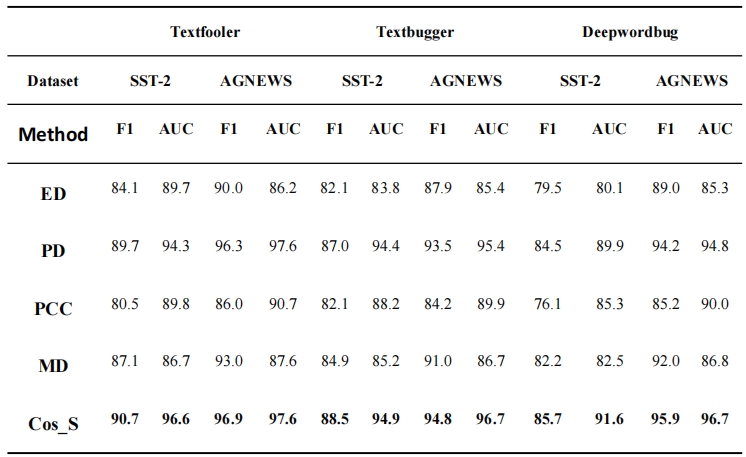 Textfooler Textbugger Deepwordbug
Dataset SST-2 AGNEWS SST-2 AGNEWS SST-2 AGNEWS
Method F1 AUC F1 AUC F1 AUC F1 AUC F1 AUC F1 AUC
ED 84.1 89.7 90.0 86.2 82.1 83.8 87.9 85.4 79.5 80.1 89.0 85.3
PD 89.7 94.3 96.3 97.6 87.0 94.4 93.5 95.4 84.5 89.9 94.2 94.8
PCC 80.5 89.8 86.0 90.7 82.1 88.2 84.2 89.9 76.1 85.3 85.2 90.0
MD 87.1 86.7 93.0 87.6 84.9 85.2 91.0 86.7 82.2 82.5 92.0 86.8
Cos_S 90.7 96.6 96.9 97.6 88.5 94.9 94.8 96.7 85.7 91.6 95.9 96.7